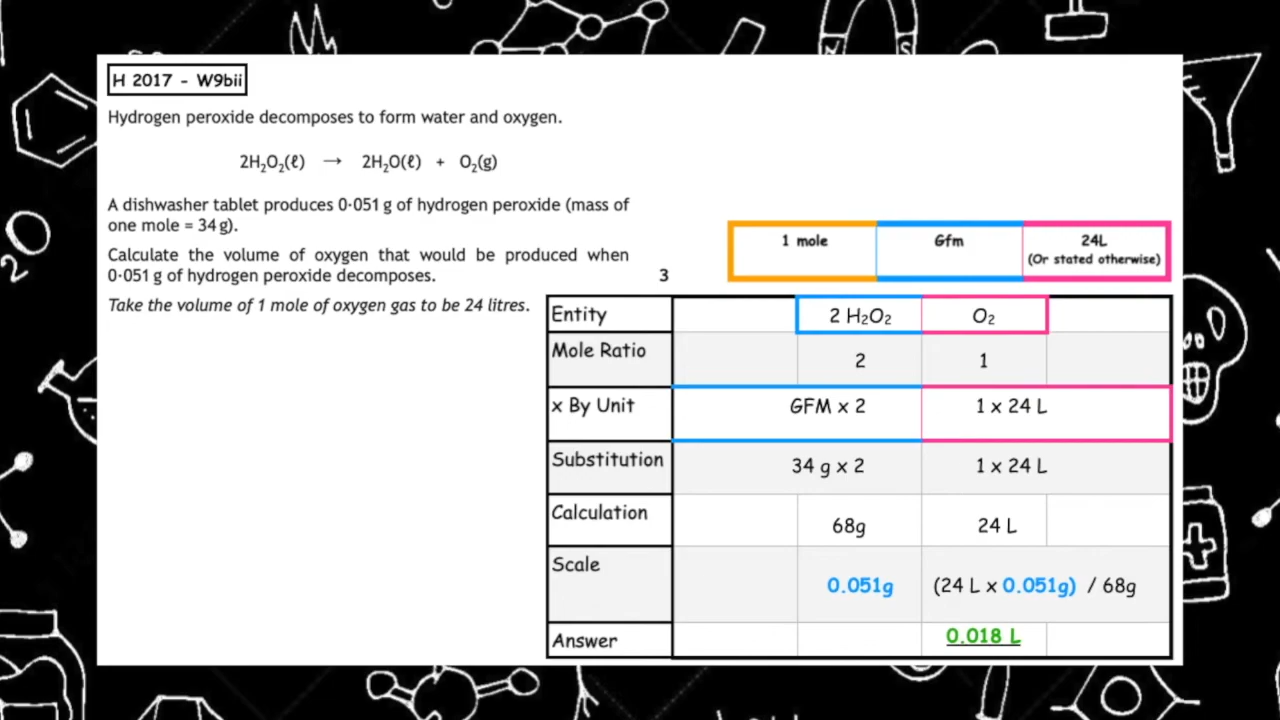 H 2017 - W9bii
Hydrogen peroxide decomposes to form water and oxygen.
2H₂O₂(ℓ) → 2H₂O(ℓ) + O₂(g)
A dishwasher tablet produces 0·051 g of hydrogen peroxide (mass of
one mole = 34 g).
Calculate the volume of oxygen that would be produced when
0·051 g of hydrogen peroxide decomposes. 3
Take the volume of 1 mole of oxygen gas to be 24 litres.
1 mole Gfm 24L
(Or stated otherwise)
Entity 2 H₂O₂ O₂
Mole Ratio 2 1
x By Unit GFM x 2 1 x 24 L
Substitution 34 g x 2 1 x 24 L
Calculation 68g 24 L
Scale 0.051g (24 L x 0.051g) / 68g
Answer 0.018 L
N S
2O